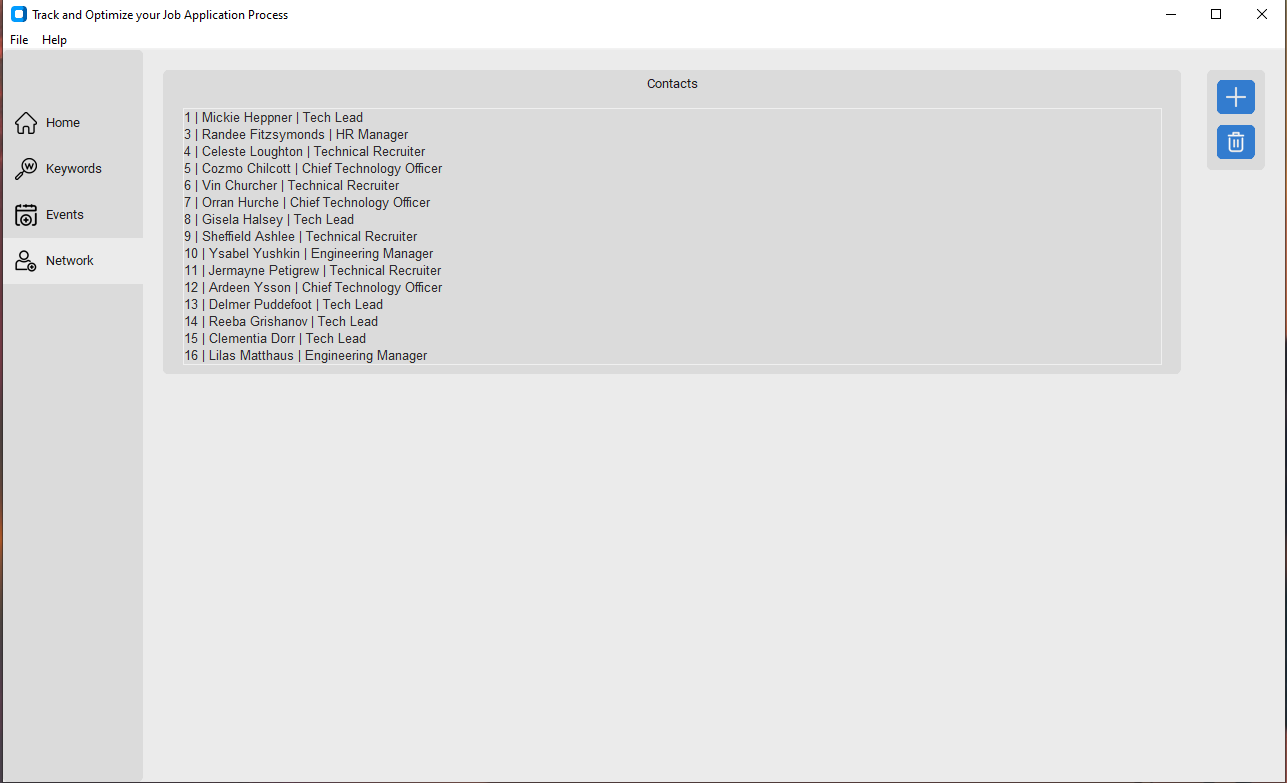 Track and Optimize your Job Application Process
File Help
Home
Keywords
Events
Network
Contacts
1 | Mickie Heppner | Tech Lead
3 | Randee Fitzsymonds | HR Manager
4 | Celeste Loughton | Technical Recruiter
5 | Cozmo Chilcott | Chief Technology Officer
6 | Vin Churcher | Technical Recruiter
7 | Orran Hurche | Chief Technology Officer
8 | Gisela Halsey | Tech Lead
9 | Sheffield Ashlee | Technical Recruiter
10 | Ysabel Yushkin | Engineering Manager
11 | Jermayne Petigrew | Technical Recruiter
12 | Ardeen Ysson | Chief Technology Officer
13 | Delmer Puddefoot | Tech Lead
14 | Reeba Grishanov | Tech Lead
15 | Clementia Dorr | Tech Lead
16 | Lilas Matthaus | Engineering Manager